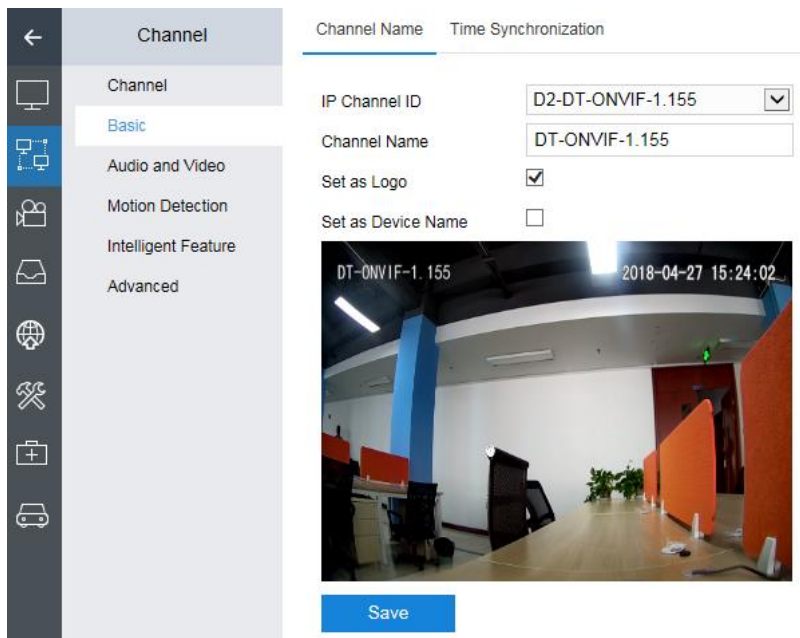 Channel
Channel Name Time Synchronization
Channel
Basic
Audio and Video
Motion Detection
Intelligent Feature
Advanced
IP Channel ID D2-DT-ONVIF-1.155
Channel Name DT-ONVIF-1.155
Set as Logo
Set as Device Name
DT-ONVIF-1.155 2018-04-27 15:24:02
Save